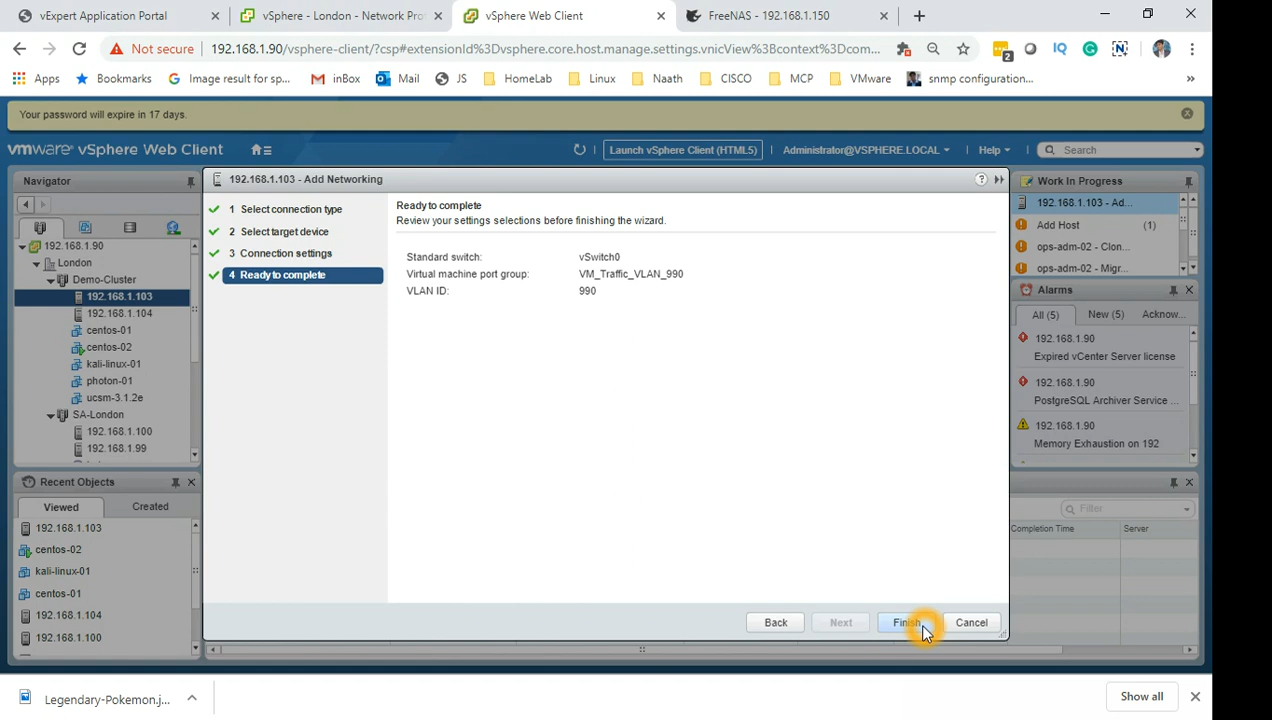 vExpert Application Portal
vSphere - London - Network Pro
vSphere Web Client
FreeNAS - 192.168.1.150
Not secure
192.168.1.90/vsphere-client/?csp#extensionId%3Dvsphere.core.host.manage.settings.vnicView%3Bcontext%3Dcom...
2
IQ
Apps
Bookmarks
Image result for sp...
inBox
Mail
JS
HomeLab
Linux
Naath
CISCO
MCP
VMware
snmp configuration...
»
Your password will expire in 17 days.
vmware® vSphere Web Client
Launch vSphere Client (HTML5)
Administrator@VSPHERE.LOCAL
Help
Search
Navigator
192.168.1.90
London
Demo-Cluster
192.168.1.103
192.168.1.104
centos-01
centos-02
kali-linux-01
photon-01
ucsm-3.1.2e
SA-London
192.168.1.100
192.168.1.99
Recent Objects
Viewed
Created
192.168.1.103
centos-02
kali-linux-01
centos-01
192.168.1.104
192.168.1.100
192.168.1.103 - Add Networking
1 Select connection type
2 Select target device
3 Connection settings
4 Ready to complete
Ready to complete
Review your settings selections before finishing the wizard.
Standard switch: vSwitch0
Virtual machine port group: VM_Traffic_VLAN_990
VLAN ID: 990
Back
Next
Finish
Cancel
Work In Progress
192.168.1.103 - Ad...
Add Host (1)
ops-adm-02 - Clon...
ops-adm-02 - Migr...
Alarms
All (5)
New (5)
Acknow...
192.168.1.90
Expired vCenter Server license
192.168.1.90
PostgreSQL Archiver Service ...
192.168.1.90
Memory Exhaustion on 192
Filter
Completion Time
Server
Legendary-Pokemon.j...
Show all